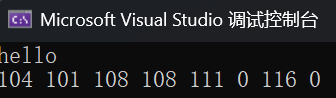 Microsoft Visual Studio 调试控制台
hello
104 101 108 108 111 0 116 0